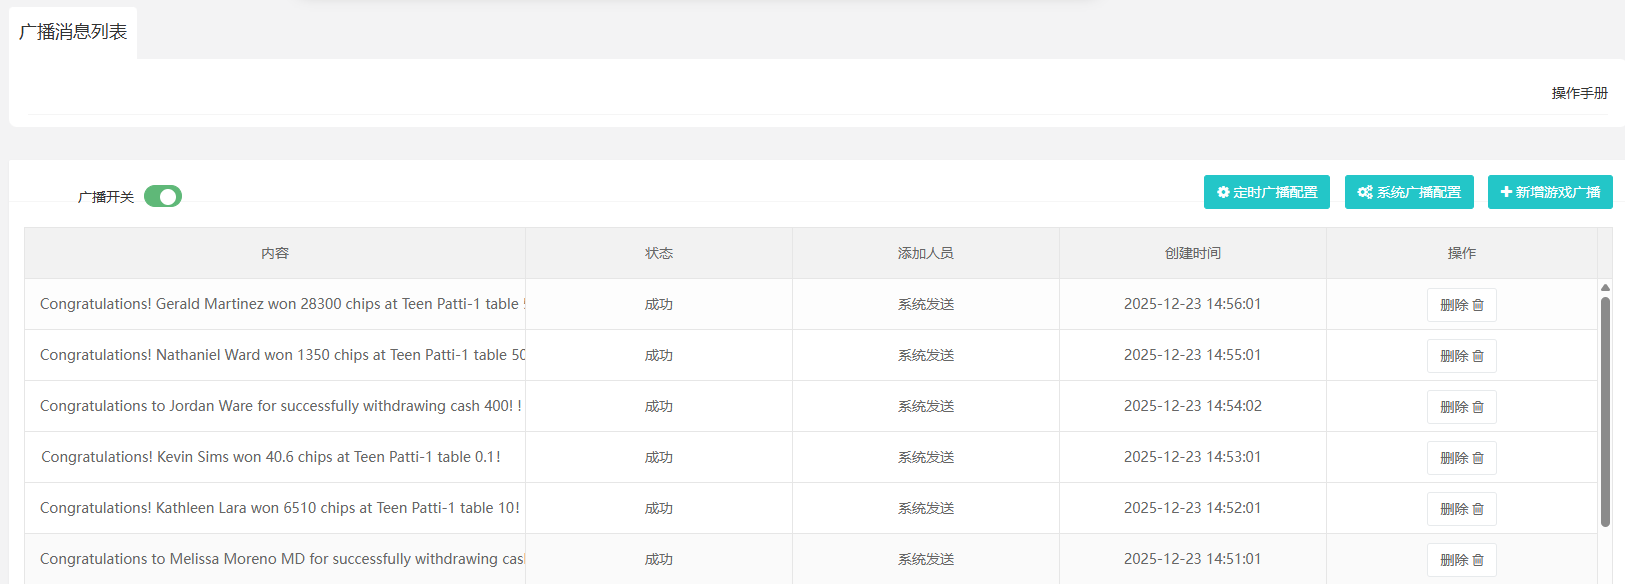 广播消息列表
操作手册
广播开关
定时广播配置 系统广播配置 新增游戏广播
内容 状态 添加人员 创建时间 操作
Congratulations! Gerald Martinez won 28300 chips at Teen Patti-1 table 成功 系统发送 2025-12-23 14:56:01 删除
Congratulations! Nathaniel Ward won 1350 chips at Teen Patti-1 table 50 成功 系统发送 2025-12-23 14:55:01 删除
Congratulations to Jordan Ware for successfully withdrawing cash 400! ! 成功 系统发送 2025-12-23 14:54:02 删除
Congratulations! Kevin Sims won 40.6 chips at Teen Patti-1 table 0.1! 成功 系统发送 2025-12-23 14:53:01 删除
Congratulations! Kathleen Lara won 6510 chips at Teen Patti-1 table 10! 成功 系统发送 2025-12-23 14:52:01 删除
Congratulations to Melissa Moreno MD for successfully withdrawing cas 成功 系统发送 2025-12-23 14:51:01 删除